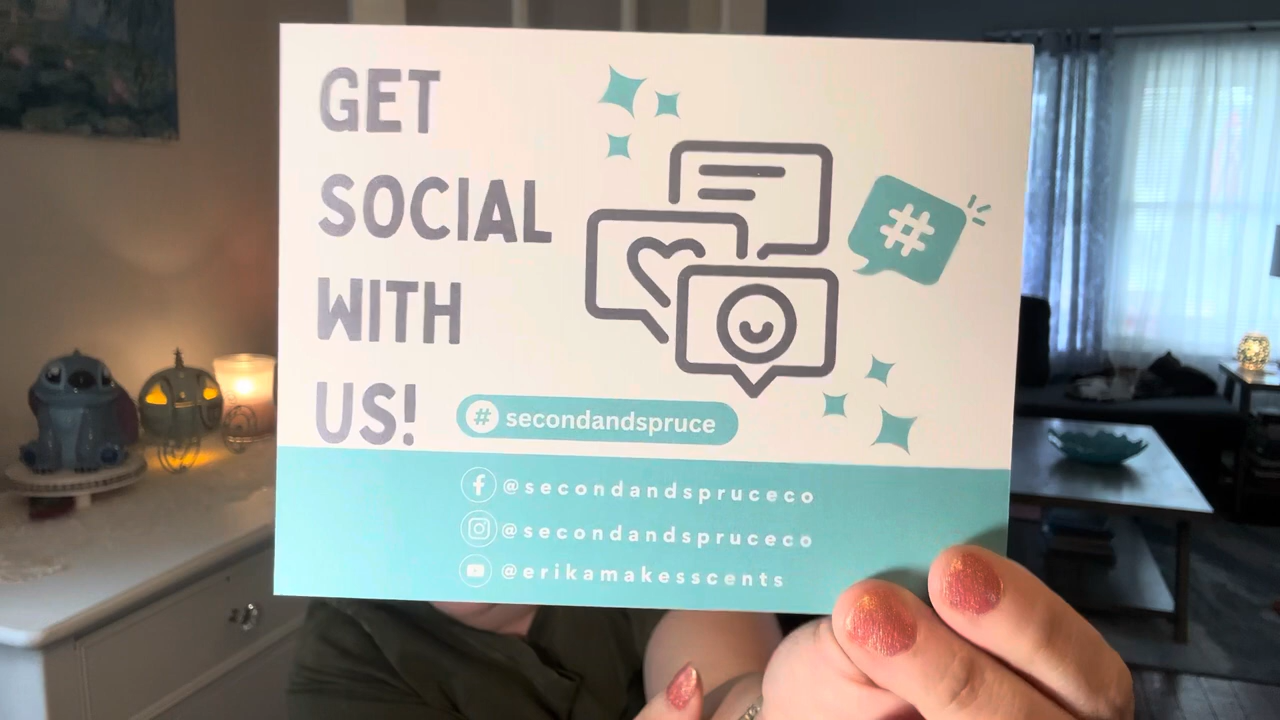 GET
SOCIAL
WITH
US!
# secondandspruce
@secondandspruceco
@secondandspruceco
@erikamakesscents